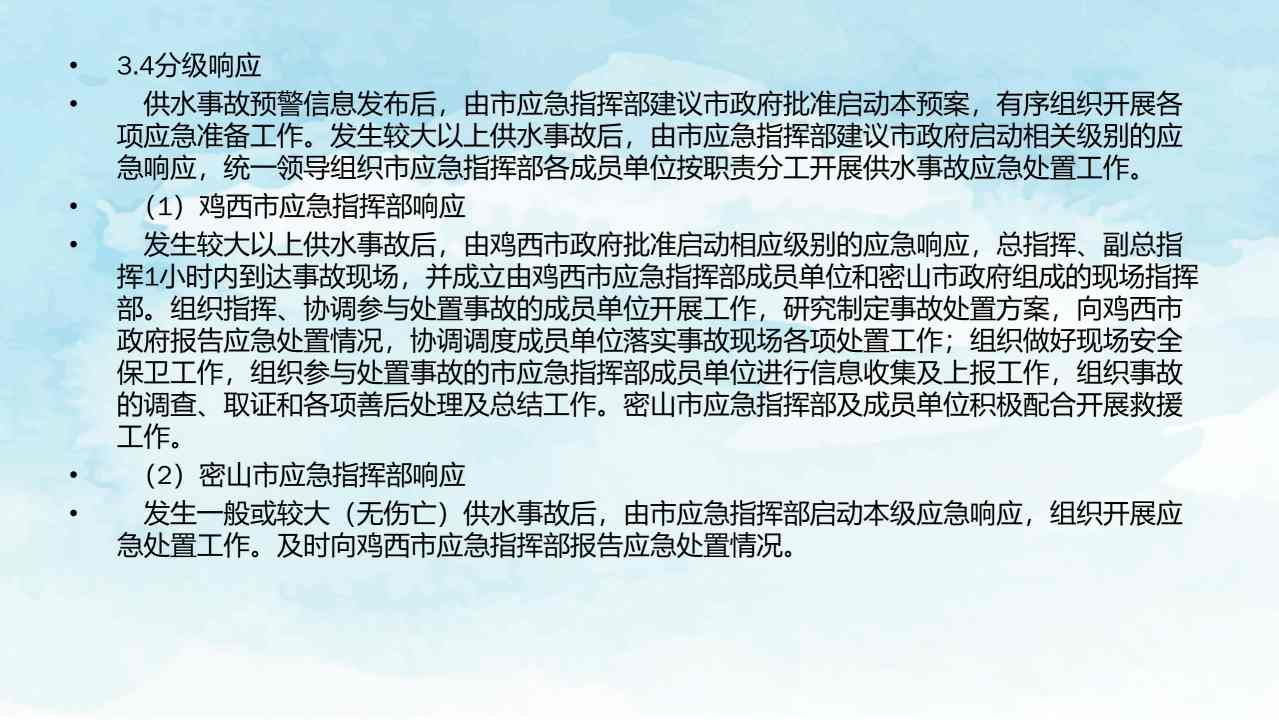 • 3.4分级响应
• 供水事故预警信息发布后，由市应急指挥部建议市政府批准启动本预案，有序组织开展各
项应急准备工作。发生较大以上供水事故后，由市应急指挥部建议市政府启动相关级别的应
急响应，统一领导组织市应急指挥部各成员单位按职责分工开展供水事故应急处置工作。
• （1）鸡西市应急指挥部响应
• 发生较大以上供水事故后，由鸡西市政府批准启动相应级别的应急响应，总指挥、副总指
挥1小时内到达事故现场，并成立由鸡西市应急指挥部成员单位和密山市政府组成的现场指挥
部。组织指挥、协调参与处置事故的成员单位开展工作，研究制定事故处置方案，向鸡西市
政府报告应急处置情况，协调调度成员单位落实事故现场各项处置工作；组织做好现场安全
保卫工作，组织参与处置事故的市应急指挥部成员单位进行信息收集及上报工作，组织事故
的调查、取证和各项善后处理及总结工作。密山市应急指挥部及成员单位积极配合开展救援
工作。
• （2）密山市应急指挥部响应
• 发生一般或较大（无伤亡）供水事故后，由市应急指挥部启动本级应急响应，组织开展应
急处置工作。及时向鸡西市应急指挥部报告应急处置情况。